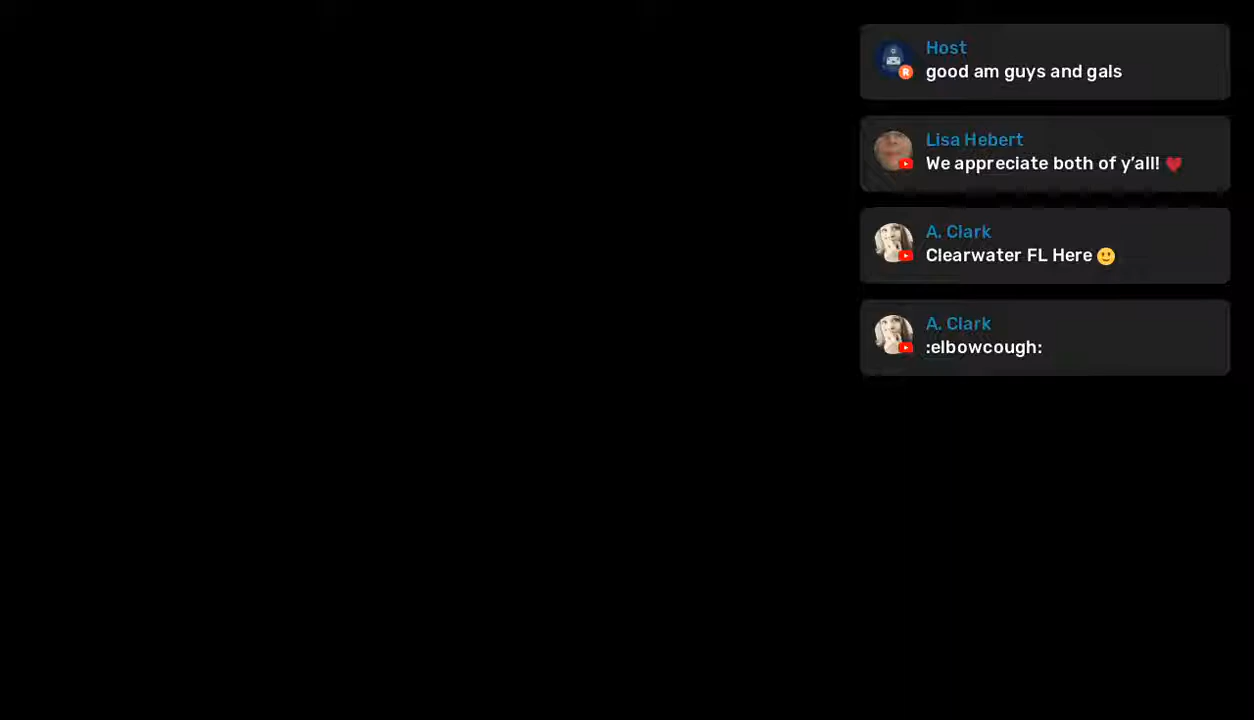 Host
good am guys and gals
Lisa Hebert
We appreciate both of y’all! ❤️
A. Clark
Clearwater FL Here 🙂
A. Clark
:elbowcough: